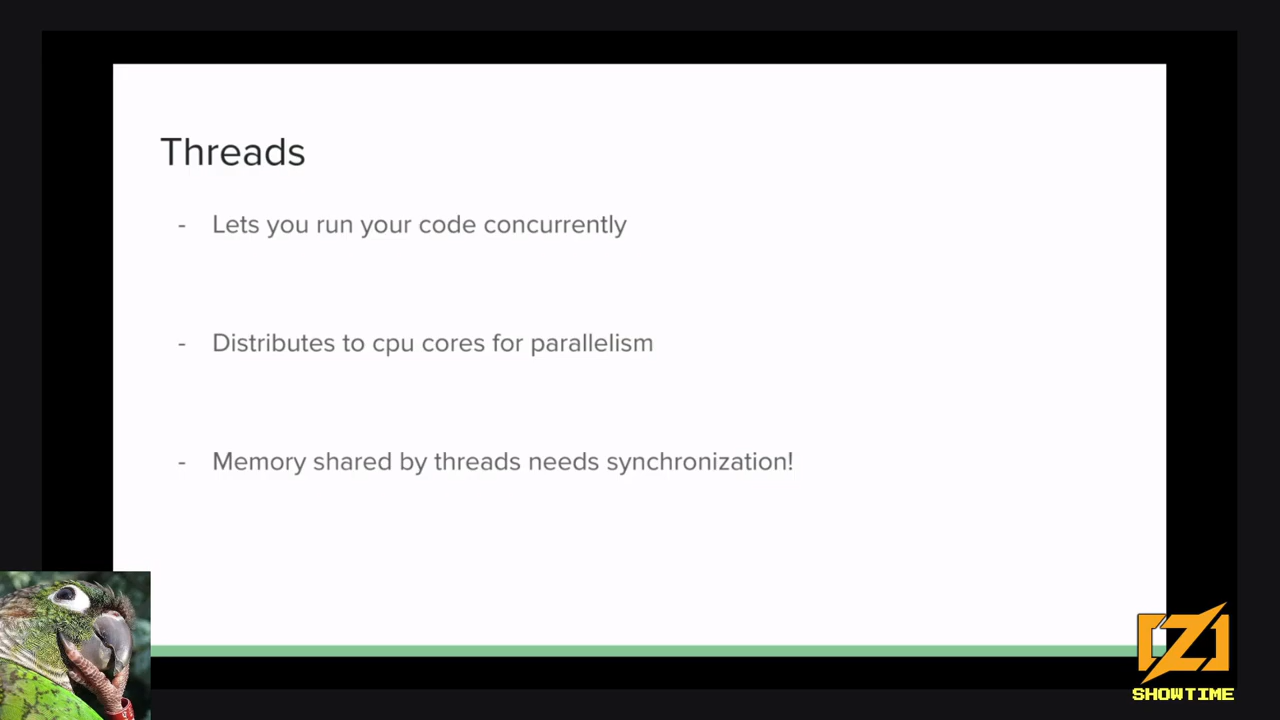 Threads
- Lets you run your code concurrently
- Distributes to cpu cores for parallelism
- Memory shared by threads needs synchronization!
[Z]
SHOWTIME